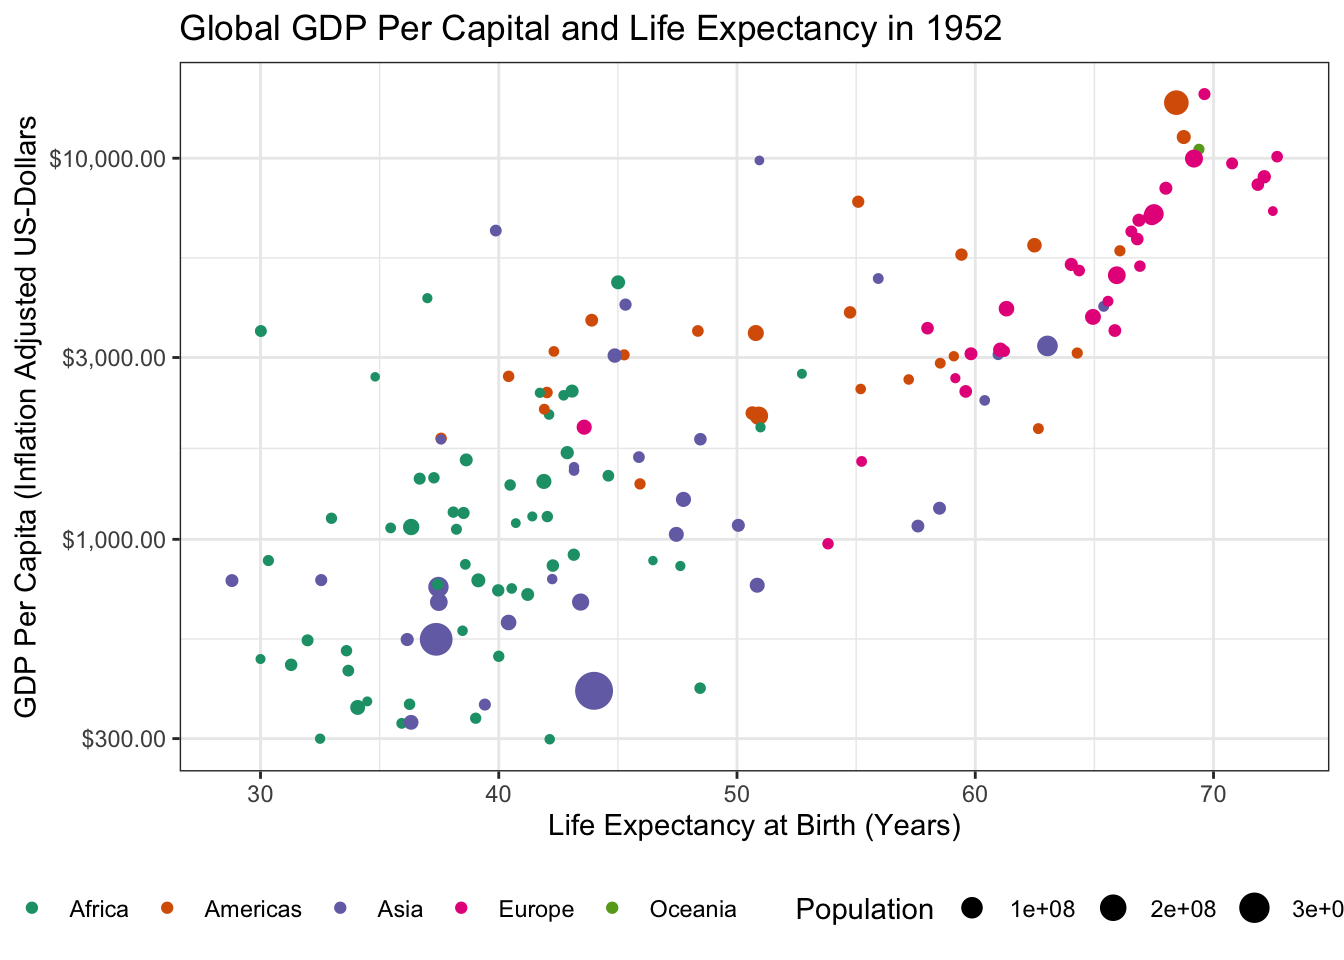 Global GDP Per Capital and Life Expectancy in 1952
GDP Per Capita (Inflation Adjusted US-Dollars
$10,000.00
$3,000.00
$1,000.00
$300.00
30 40 50 60 70
Life Expectancy at Birth (Years)
Africa Americas Asia Europe Oceania Population 1e+08 2e+08 3e+0